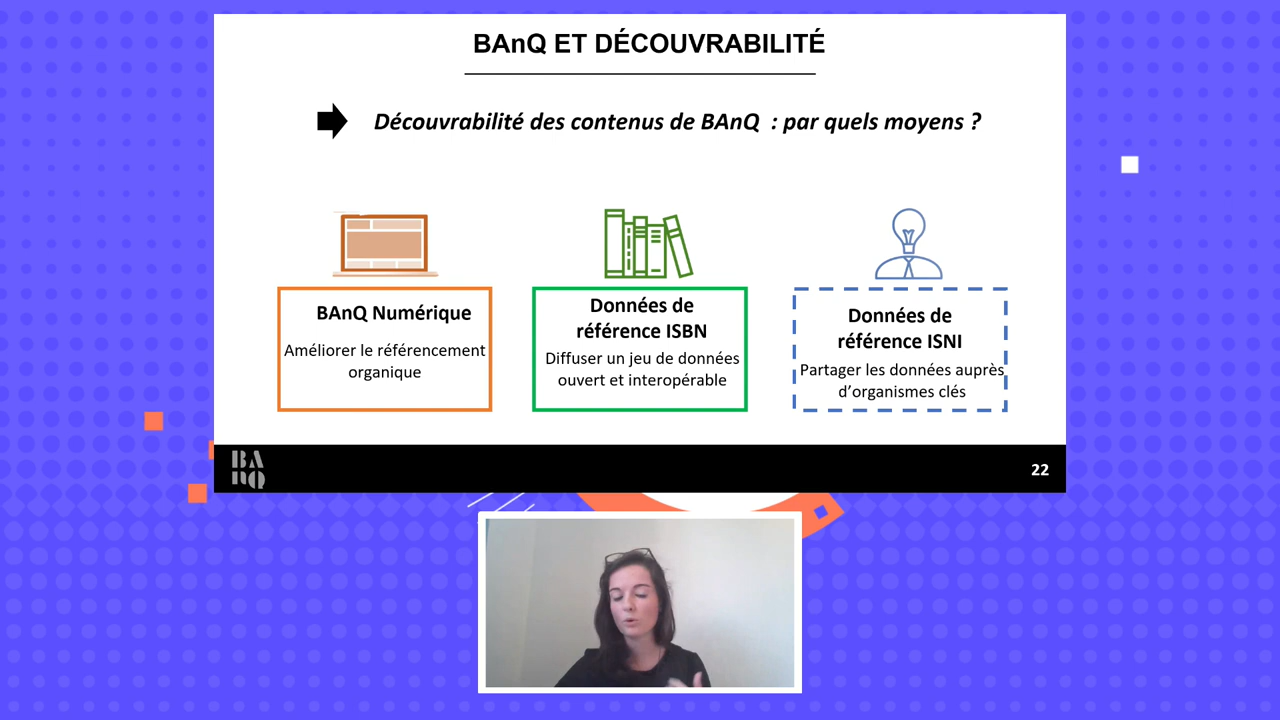 BAnQ ET DÉCOUVRABILITÉ
Découvrabilité des contenus de BAnQ : par quels moyens ?
BAnQ Numérique
Améliorer le référencement
organique
Données de
référence ISBN
Diffuser un jeu de données
ouvert et interopérable
Données de
référence ISNI
Partager les données auprès
d'organismes clés
BA
nQ
22